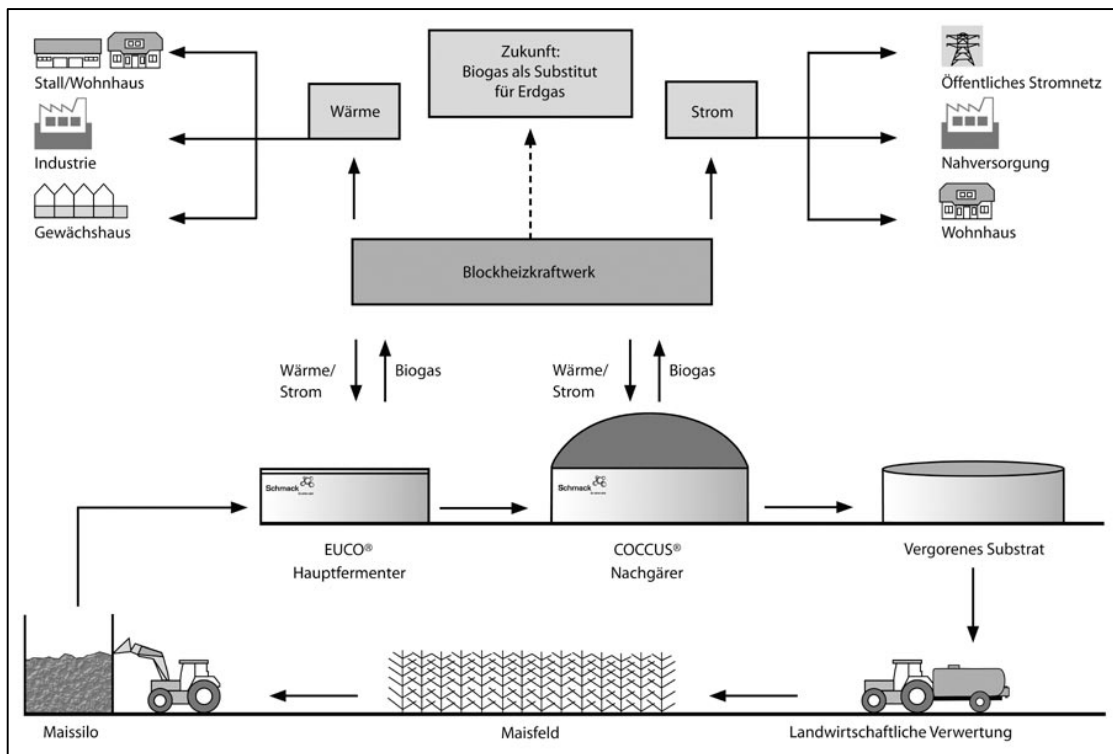 Zukunft:
Biogas als Substitut
für Erdgas
Stall/Wohnhaus
Wärme
Strom
Öffentliches Stromnetz
Industrie
Nahversorgung
Gewächshaus
Wohnhaus
Blockheizkraftwerk
Wärme/
Strom
Biogas
Wärme/
Strom
Biogas
Schmack
Schmack
EUCO®
Hauptfermenter
COCCUS®
Nachgärer
Vergorenes Substrat
Maissilo
Maisfeld
Landwirtschaftliche Verwertung